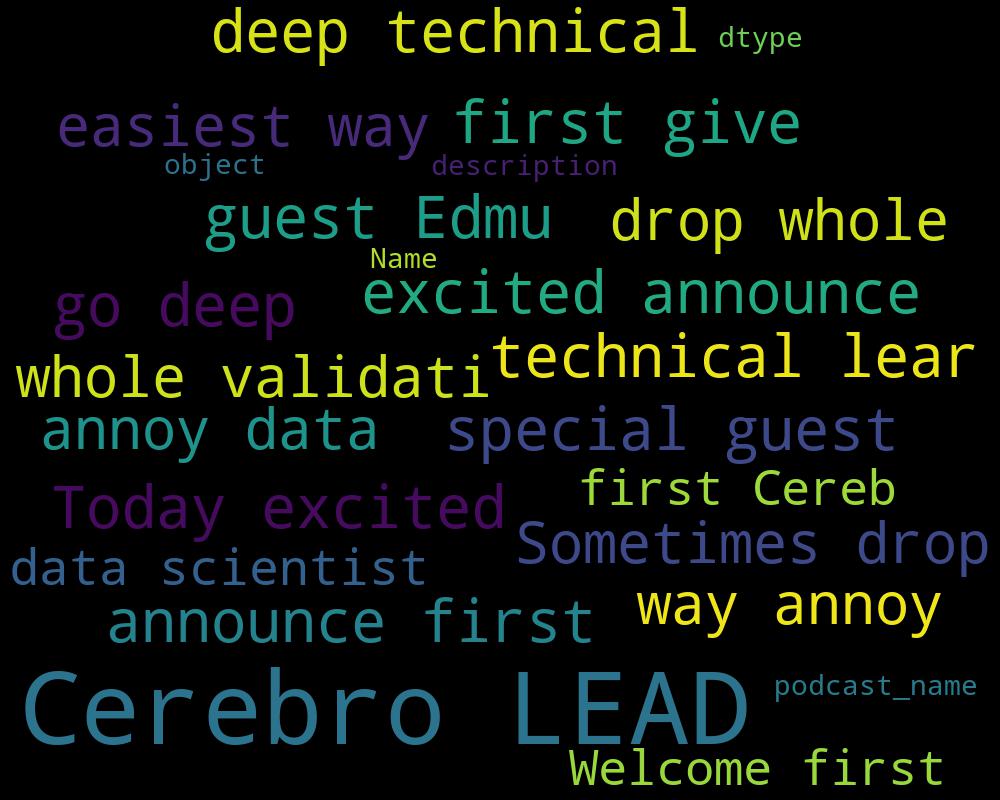 deep technical dtype
easiest way first give
object description
guest Edmu drop whole
Name
go deep excited announce
whole validati technical lear
annoy data special guest
Today excited first Cereb
data scientist Sometimes drop
announce first way annoy
Cerebro LEAD podcast_name
Welcome first